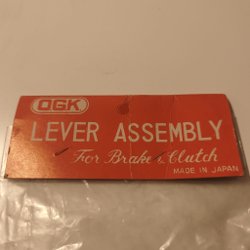 OGK
LEVER ASSEMBLY
For Brake & Clutch
MADE IN JAPAN